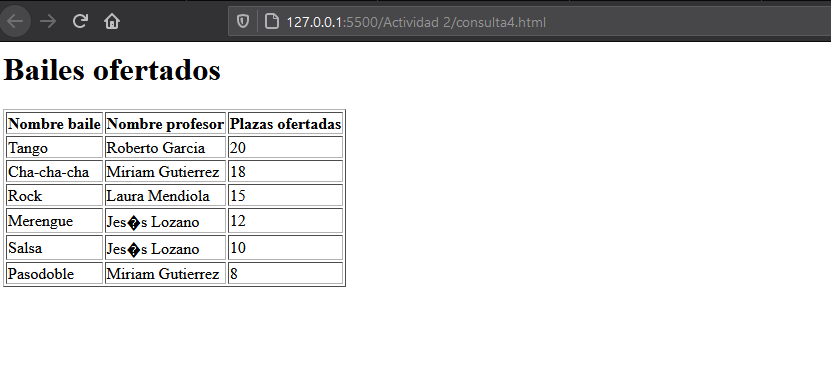 127.0.0.1:5500/Actividad 2/consulta4.html
Bailes ofertados
Nombre baile Nombre profesor Plazas ofertadas
Tango Roberto Garcia 20
Cha-cha-cha Miriam Gutierrez 18
Rock Laura Mendiola 15
Merengue Jes�s Lozano 12
Salsa Jes�s Lozano 10
Pasodoble Miriam Gutierrez 8